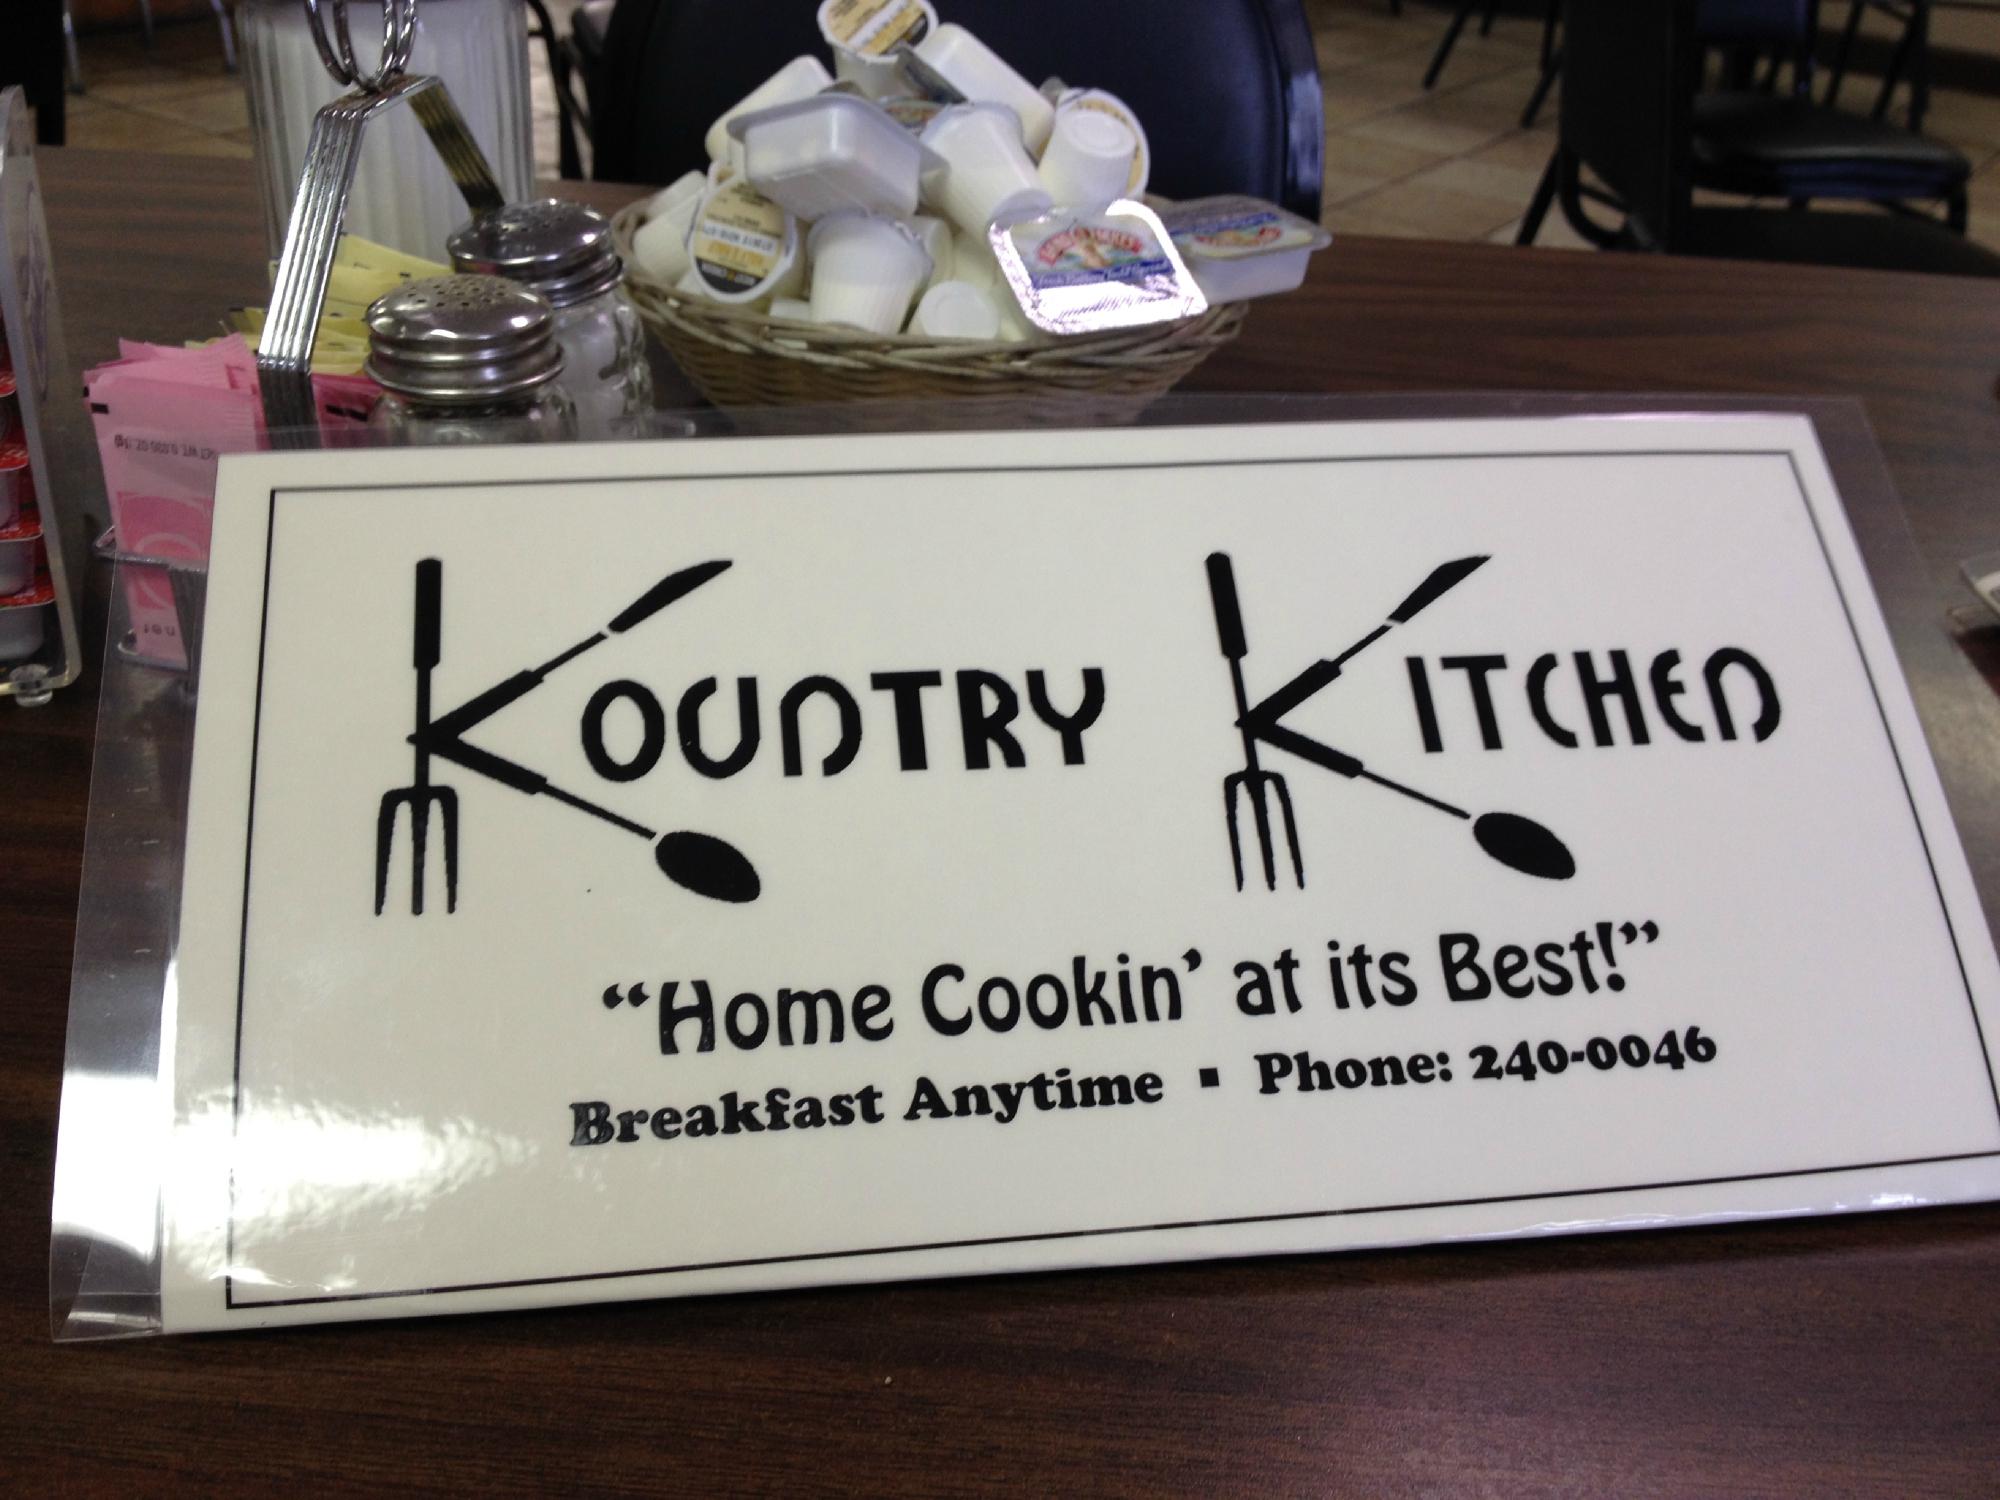 KOUNTRY KITCHEN
“Home Cookin’ at its Best!”
Breakfast Anytime ▪ Phone: 240-0046